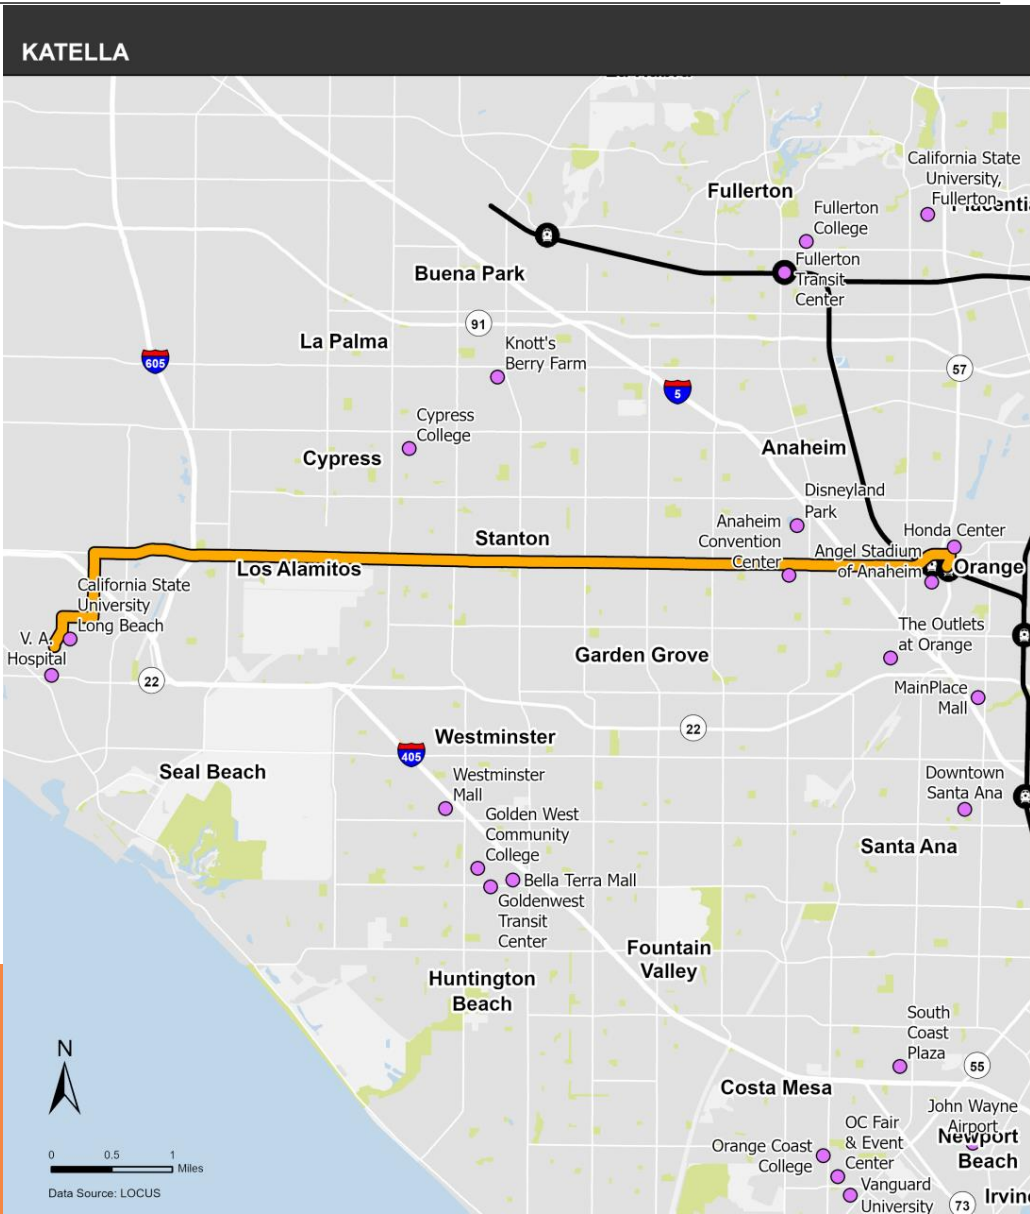 KATELLA
La Habra
California State
University,
Fullerton
Placentia
Fullerton
Fullerton
College
Fullerton
Transit
Center
Buena Park
91
La Palma
Knott's
Berry Farm
605
57
5
Cypress
College
Cypress
Anaheim
Disneyland
Park
Anaheim
Convention
Center
Honda Center
Stanton
Angel Stadium
of Anaheim
Orange
Los Alamitos
California State
University
Long Beach
V. A.
Hospital
The Outlets
at Orange
Garden Grove
22
MainPlace
Mall
22
Westminster
405
Seal Beach
Westminster
Mall
Downtown
Santa Ana
Golden West
Community
College
Santa Ana
Bella Terra Mall
Goldenwest
Transit
Center
Fountain
Valley
Huntington
Beach
South
Coast
Plaza
N
55
Costa Mesa
John Wayne
Airport
OC Fair
& Event
Center
Newport
Beach
Orange Coast
College
0 0.5 1
Miles
Vanguard
University
Data Source: LOCUS
73